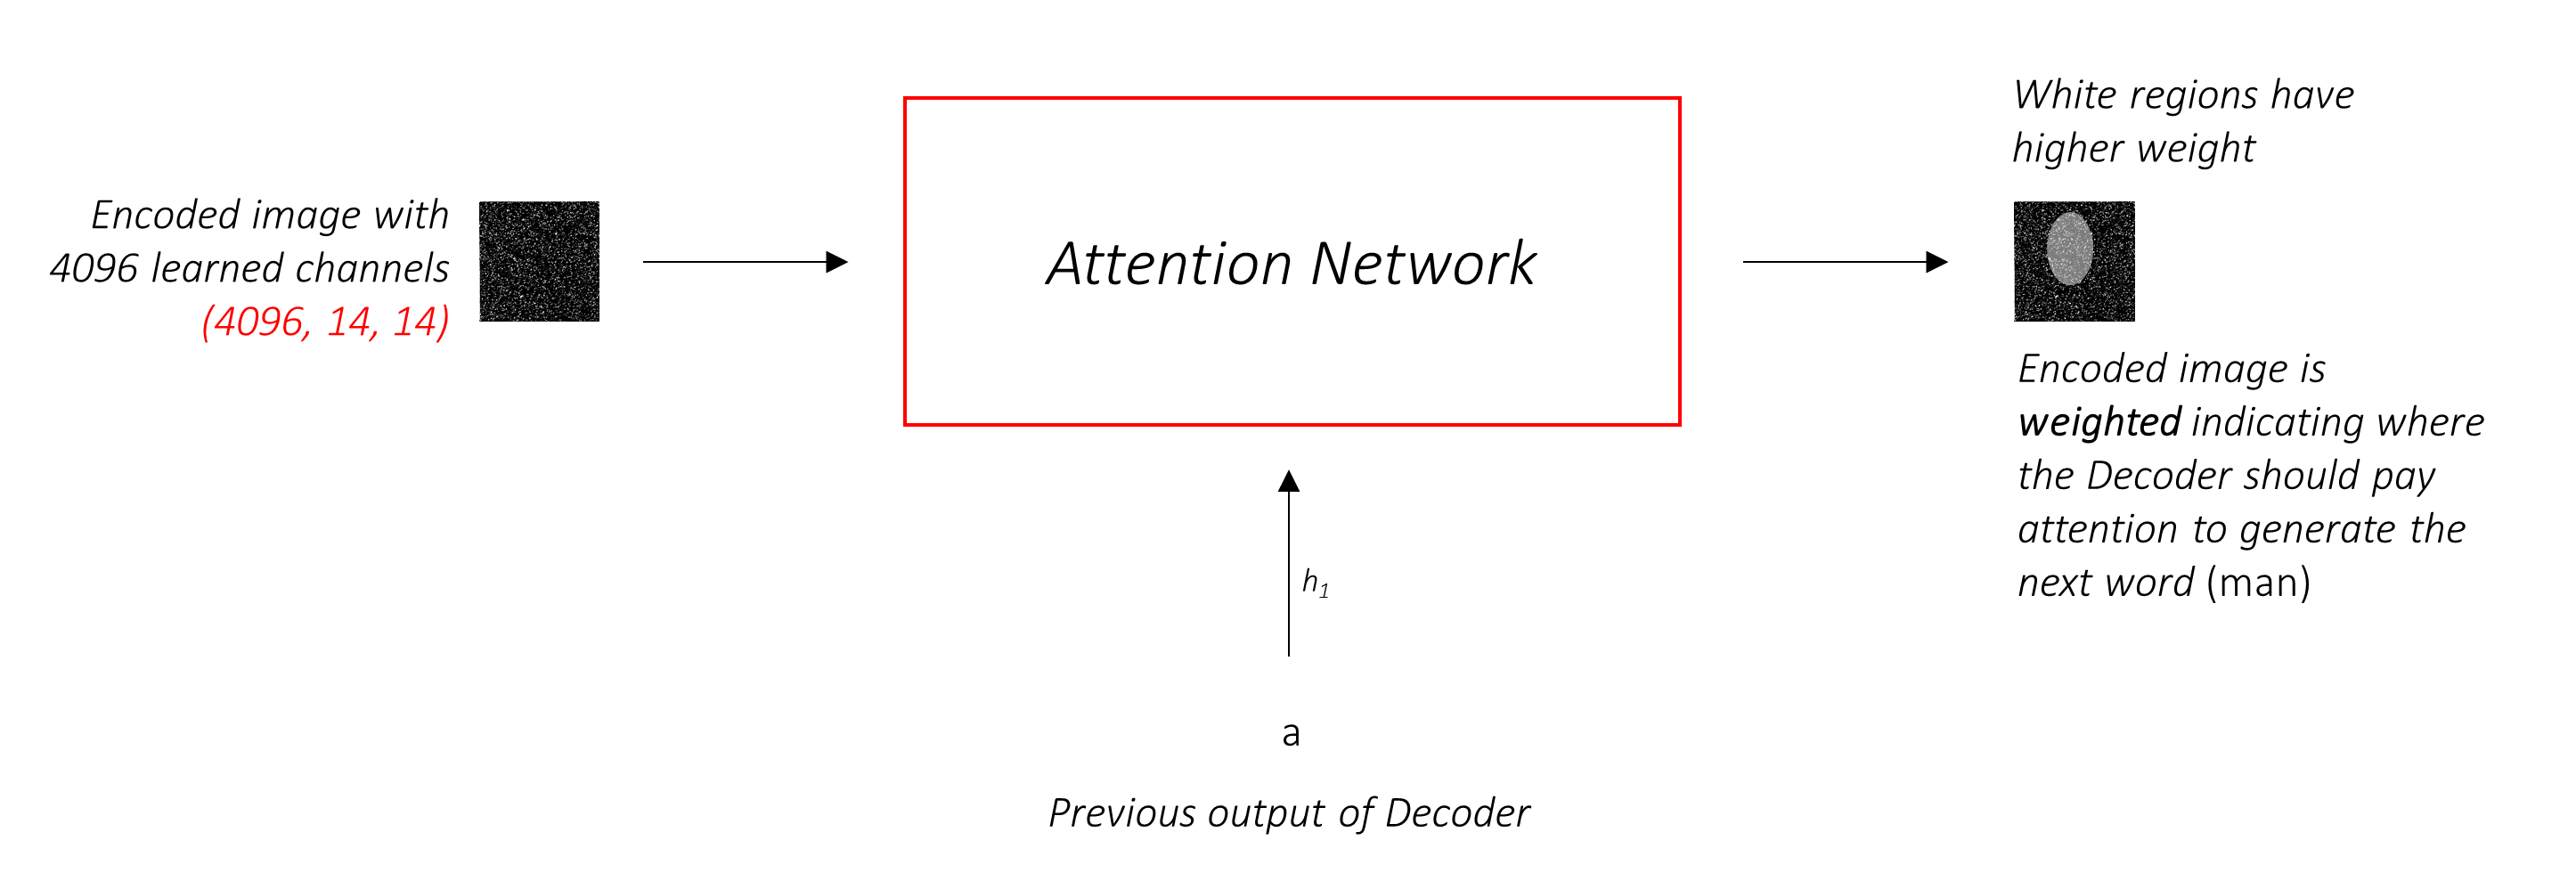 Encoded image with
4096 learned channels
(4096, 14, 14)
Attention Network
White regions have
higher weight
Encoded image is
weighted indicating where
the Decoder should pay
attention to generate the
next word (man)
h1
a
Previous output of Decoder